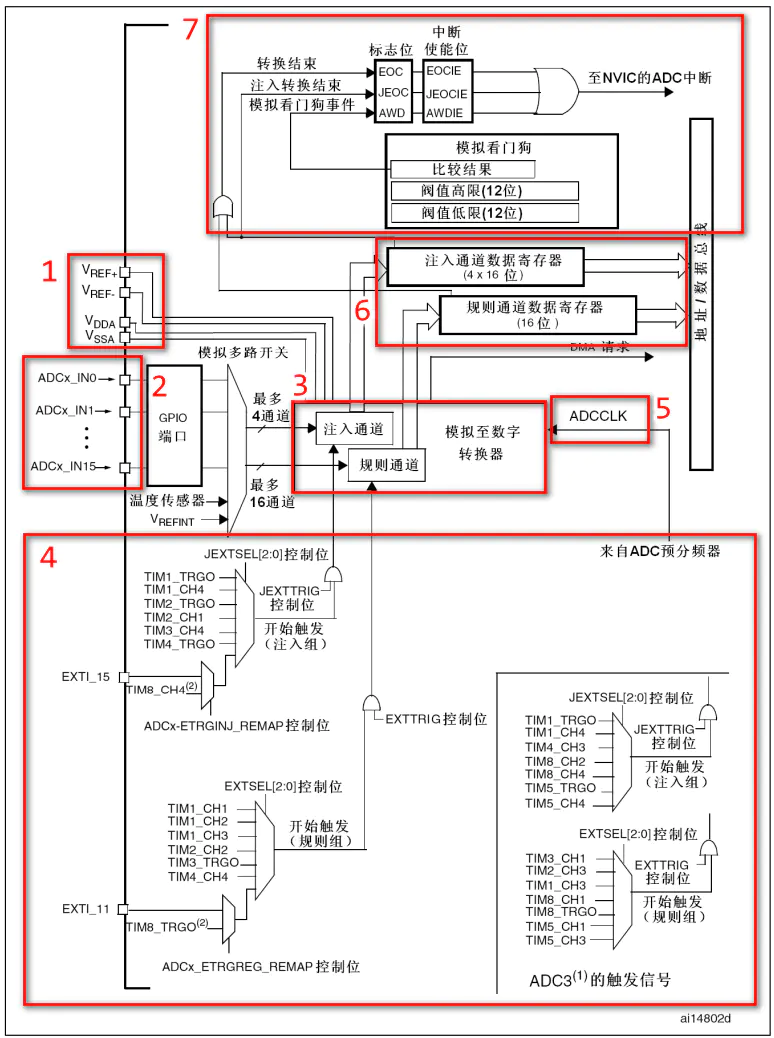 7
中断
标志位 使能位
转换结束
EOC
EOCIE
注入转换结束
JEOC
JEOCIE
至NVIC的ADC中断
模拟看门狗事件
AWD
AWDIE
模拟看门狗
比较结果
阀值高限(12位)
阀值低限(12位)
地址/数据总线
1
VREF+
VREF-
VDDA
VSSA
6
注入通道数据寄存器
(4 x 16 位)
规则通道数据寄存器
(16 位)
DMA 请求
模拟多路开关
2
ADCx_IN0
ADCx_IN1
ADCx_IN15
GPIO
端口
最多
4通道
最多
16通道
温度传感器
VREFINT
3
注入通道
规则通道
模拟至数字
转换器
5
ADCCLK
来自ADC预分频器
4
JEXTSEL[2:0]控制位
TIM1_TRGO
TIM1_CH4
TIM2_TRGO
TIM2_CH1
TIM3_CH4
TIM4_TRGO
JEXTTRIG
控制位
开始触发
(注入组)
EXTI_15
TIM8_CH4(2)
ADCx-ETRGINJ_REMAP控制位
EXTTRIG控制位
EXTSEL[2:0]控制位
TIM1_CH1
TIM1_CH2
TIM1_CH3
TIM2_CH2
TIM3_TRGO
TIM4_CH4
开始触发
(规则组)
EXTI_11
TIM8_TRGO(2)
ADCx_ETRGREG_REMAP 控制位
JEXTSEL[2:0]控制位
TIM1_TRGO
TIM1_CH4
TIM4_CH3
TIM8_CH2
TIM8_CH4
TIM5_TRGO
TIM5_CH4
JEXTTRIG
控制位
开始触发
(注入组)
EXTSEL[2:0]控制位
TIM3_CH1
TIM2_CH3
TIM1_CH3
TIM8_CH1
TIM8_TRGO
TIM5_CH1
TIM5_CH3
EXTTRIG
控制位
开始触发
(规则组)
ADC3(1)的触发信号
ai14802d